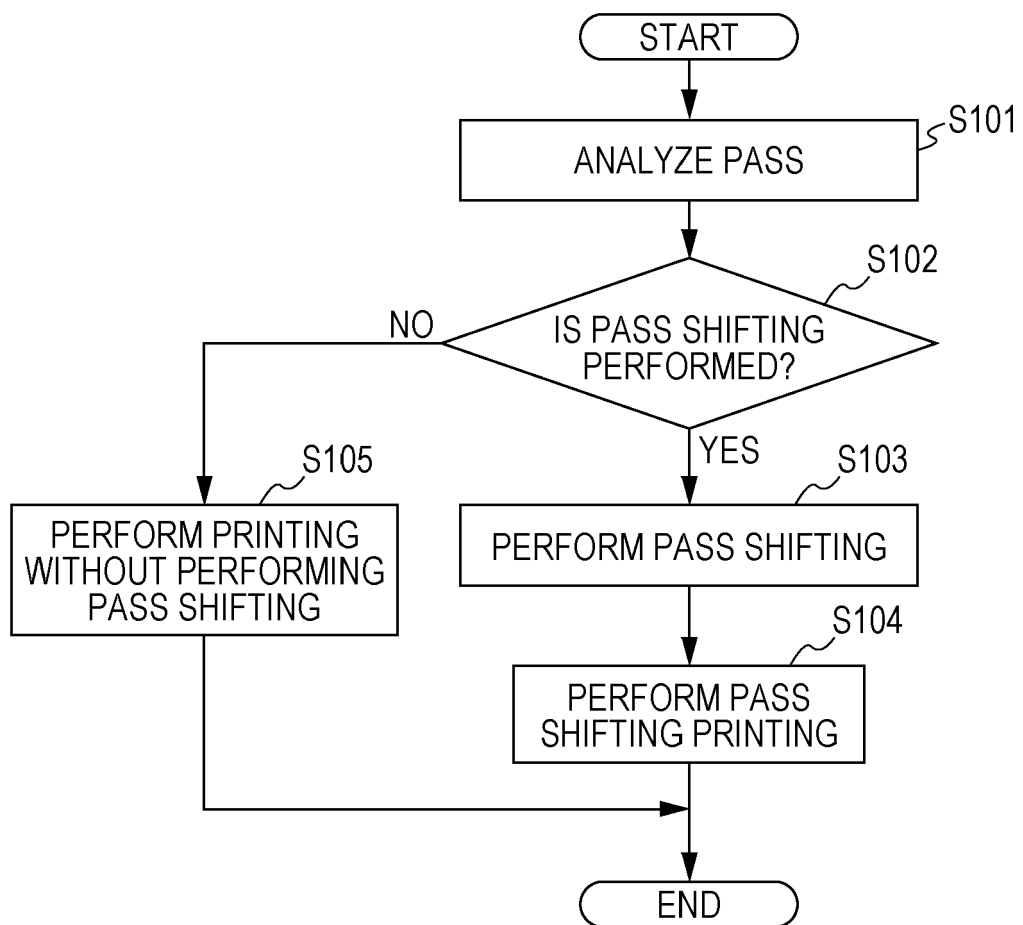 START
S101
ANALYZE PASS
S102
IS PASS SHIFTING
PERFORMED?
NO
YES
S105
PERFORM PRINTING
WITHOUT PERFORMING
PASS SHIFTING
S103
PERFORM PASS SHIFTING
S104
PERFORM PASS
SHIFTING PRINTING
END